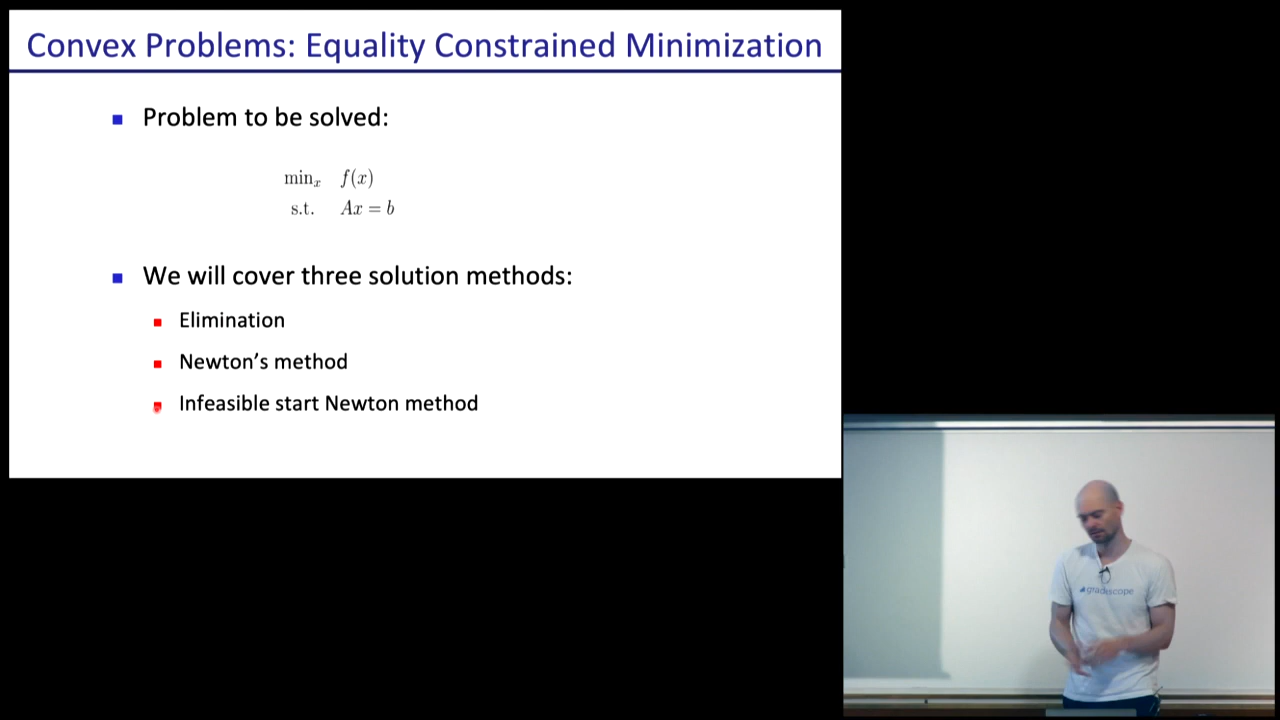 Convex Problems: Equality Constrained Minimization
Problem to be solved:
min_x f(x)
s.t. Ax = b
We will cover three solution methods:
Elimination
Newton's method
Infeasible start Newton method
gradescope